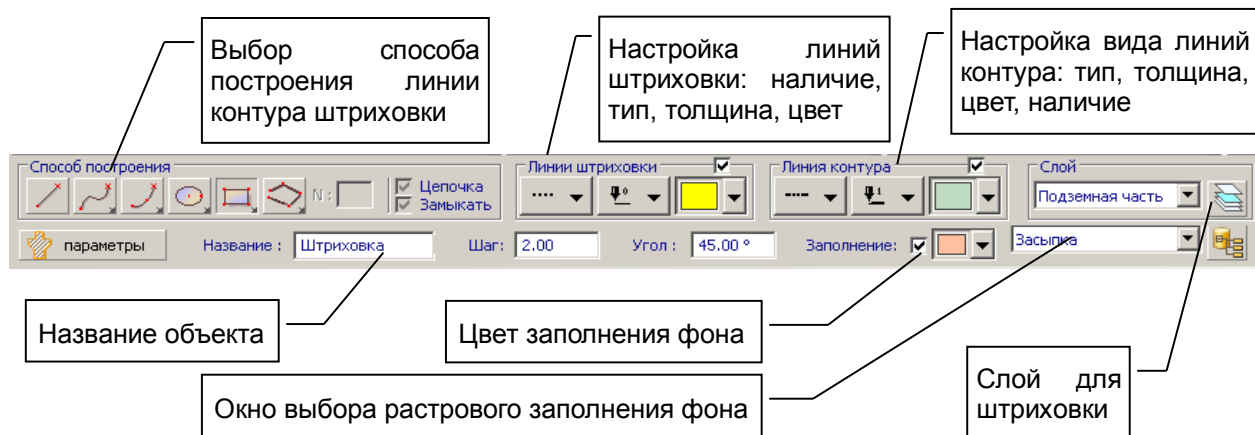 Выбор способа
построения линии
контура штриховки
Настройка линий
штриховки: наличие,
тип, толщина, цвет
Настройка вида линий
контура: тип, толщина,
цвет, наличие
Способ построения
Линии штриховки
Линия контура
Слой
N :
Цепочка
Замыкать
0
1
Подземная часть
параметры
Название :
Штриховка
Шаг:
2.00
Угол :
45.00 °
Заполнение:
Засыпка
Название объекта
Цвет заполнения фона
Окно выбора растрового заполнения фона
Слой для
штриховки